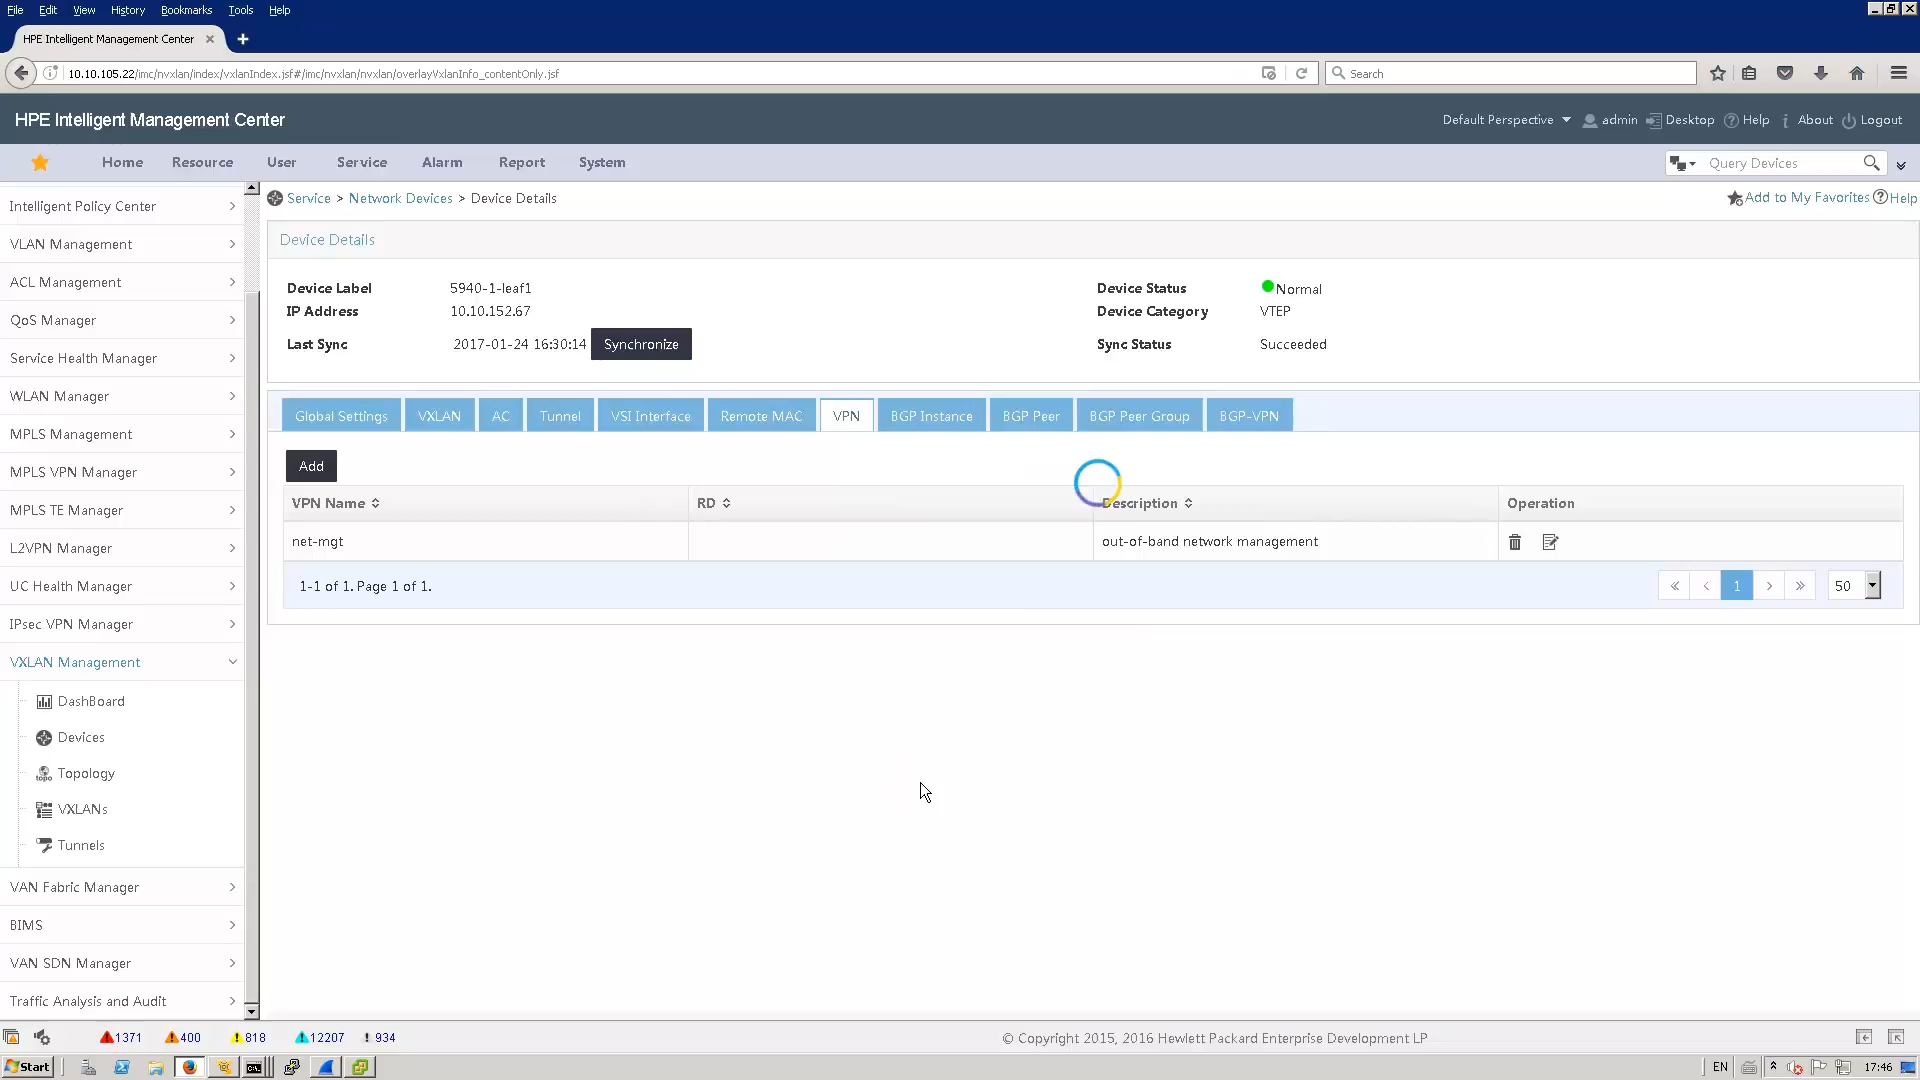 File Edit View History Bookmarks Tools Help
HPE Intelligent Management Center
10.10.105.22/imc/nvxlan/index/vxlanIndex.jsf#/imc/nvxlan/nvxlan/overlayVxlanInfo_contentOnly.jsf Search
HPE Intelligent Management Center Default Perspective admin Desktop Help About Logout
Home Resource User Service Alarm Report System Query Devices
Intelligent Policy Center
VLAN Management
ACL Management
QoS Manager
Service Health Manager
WLAN Manager
MPLS Management
MPLS VPN Manager
MPLS TE Manager
L2VPN Manager
UC Health Manager
IPsec VPN Manager
VXLAN Management
DashBoard
Devices
Topology
VXLANs
Tunnels
VAN Fabric Manager
BIMS
VAN SDN Manager
Traffic Analysis and Audit
Service > Network Devices > Device Details Add to My Favorites Help
Device Details
Device Label 5940-1-leaf1 Device Status Normal
IP Address 10.10.152.67 Device Category VTEP
Last Sync 2017-01-24 16:30:14 Synchronize Sync Status Succeeded
Global Settings VXLAN AC Tunnel VSI Interface Remote MAC VPN BGP Instance BGP Peer BGP Peer Group BGP-VPN
Add
VPN Name RD Description Operation
net-mgt out-of-band network management
1-1 of 1. Page 1 of 1. « < 1 > » 50
1371 400 818 12207 934 © Copyright 2015, 2016 Hewlett Packard Enterprise Development LP
Start EN 17:46